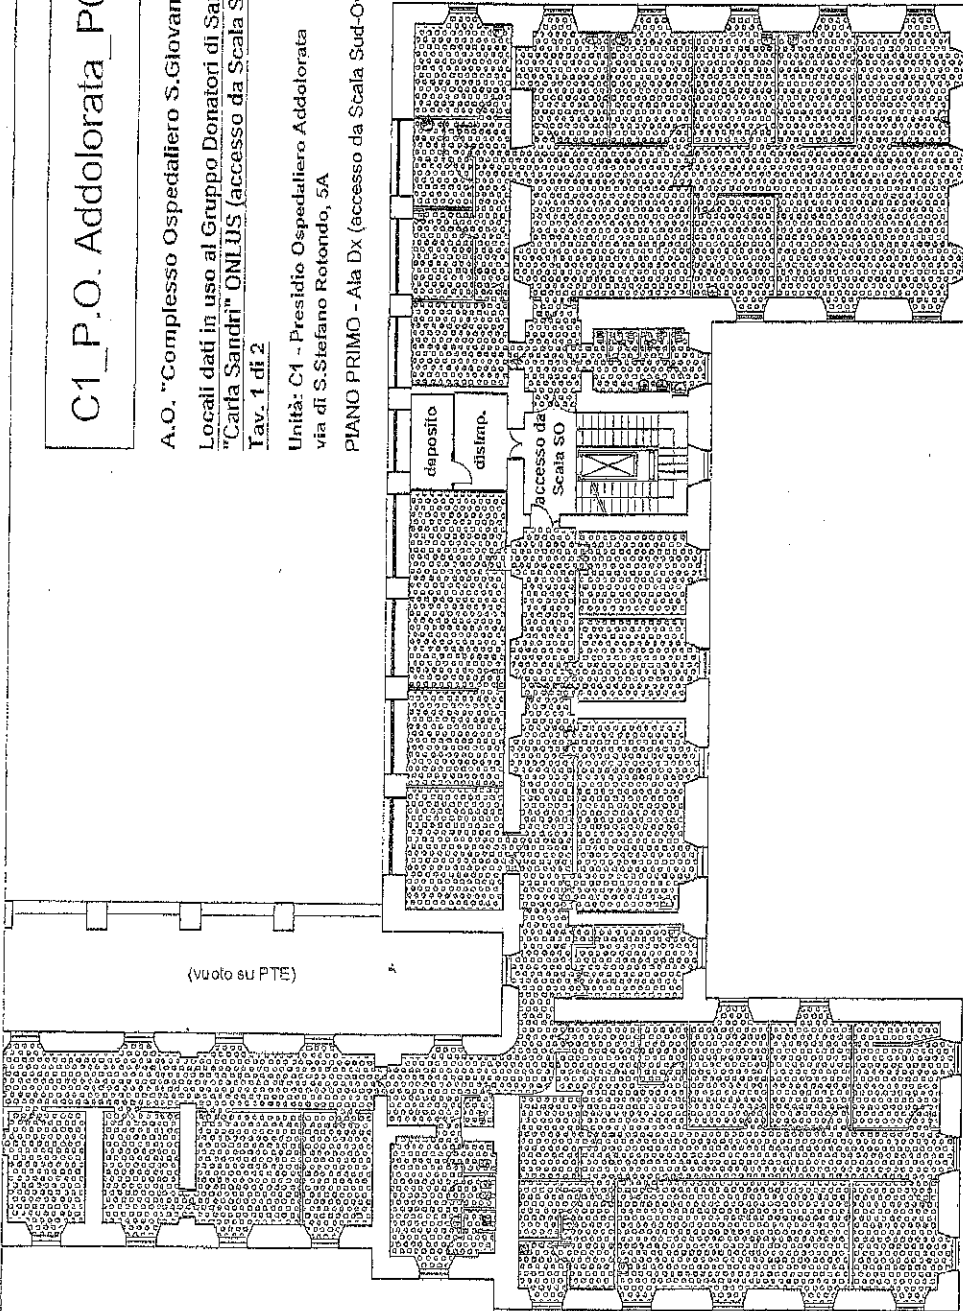 C1_P.O. Addolorata_P
A.O. "Complesso Ospedaliero S.Giovan
Locali dati in uso al Gruppo Donatori di Sa
"Carla Sandri" ONLUS (accesso da Scala S
Tav. 1 di 2
Unità: C1 - Presidio Ospedaliero Addolorata
via di S.Stefano Rotondo, 5A
PIANO PRIMO - Ala Dx (accesso da Scala Sud-O
deposito
disimp.
accesso da
Scala SO
(vuoto su PTE)